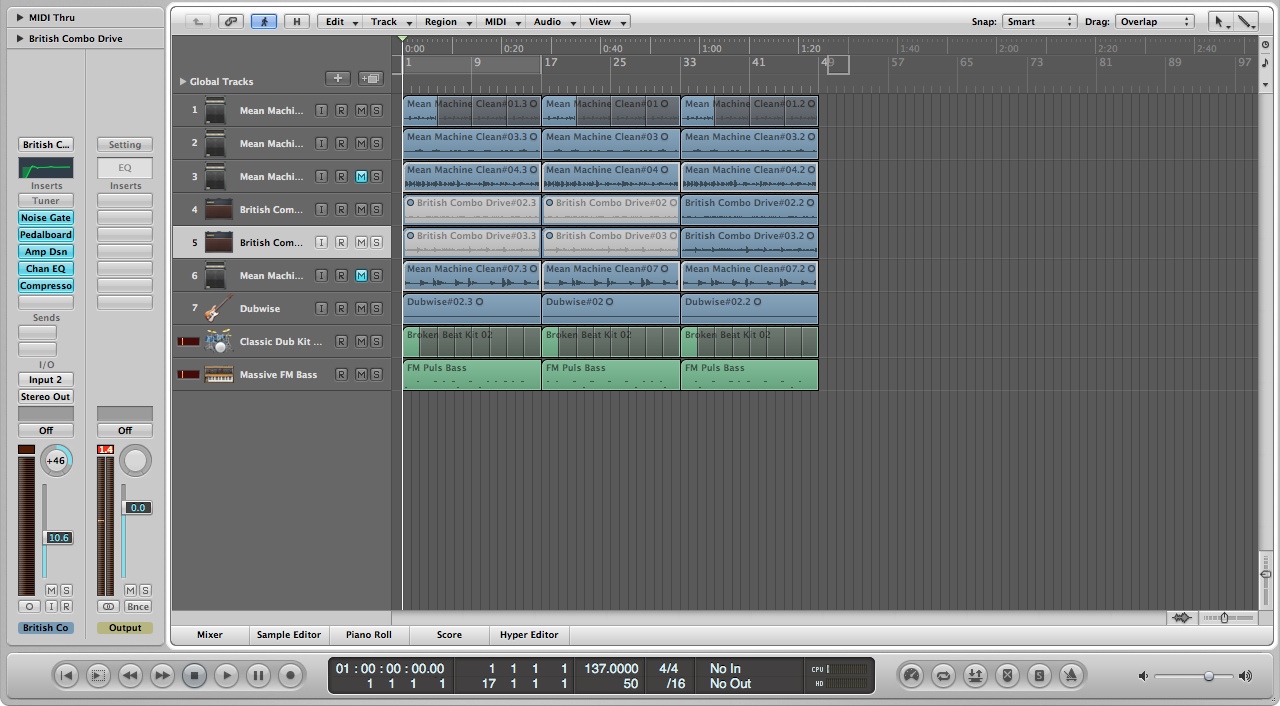 MIDI Thru
British Combo Drive
H
Edit Track Region MIDI Audio View
Snap: Smart Drag: Overlap
0:00 0:20 0:40 1:00 1:20 1:40 2:00 2:20 2:40
1 9 17 25 33 41 49 57 65 73 81 89 97
Global Tracks
1 Mean Machi... I R M S Mean Machine Clean#01.3 Mean Machine Clean#01 Mean Machine Clean#01.2
2 Mean Machi... I R M S Mean Machine Clean#03.3 Mean Machine Clean#03 Mean Machine Clean#03.2
3 Mean Machi... I R M S Mean Machine Clean#04.3 Mean Machine Clean#04 Mean Machine Clean#04.2
4 British Com... I R M S British Combo Drive#02.3 British Combo Drive#02 British Combo Drive#02.2
5 British Com... I R M S British Combo Drive#03.3 British Combo Drive#03 British Combo Drive#03.2
6 Mean Machi... I R M S Mean Machine Clean#07.3 Mean Machine Clean#07 Mean Machine Clean#07.2
7 Dubwise I R M S Dubwise#02.3 Dubwise#02 Dubwise#02.2
Classic Dub Kit ... R M S Broken Beat Kit 02 Broken Beat Kit 02 Broken Beat Kit 02
Massive FM Bass R M S FM Puls Bass FM Puls Bass FM Puls Bass
British C... Setting
EQ
Inserts Inserts
Tuner
Noise Gate
Pedalboard
Amp Dsn
Chan EQ
Compresso
Sends
I/O
Input 2
Stereo Out
Off Off
1.4
+46
0.0
10.6
M S M S
I R Bnce
British Co Output
Mixer Sample Editor Piano Roll Score Hyper Editor
01 : 00 : 00 : 00.00 1 1 1 1 137.0000 4/4 No In CPU
1 1 1 1 17 1 1 1 50 /16 No Out HD
S